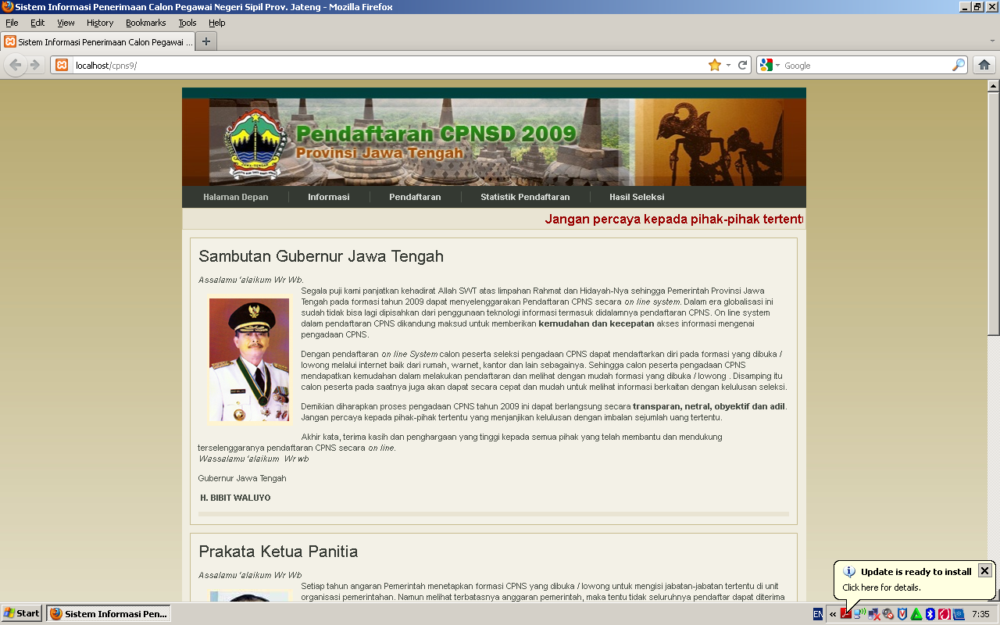 Sistem Informasi Penerimaan Calon Pegawai Negeri Sipil Prov. Jateng - Mozilla Firefox
File Edit View History Bookmarks Tools Help
Sistem Informasi Penerimaan Calon Pegawai ...
localhost/cpns9/
Google
Pendaftaran CPNSD 2009
Provinsi Jawa Tengah
JAWA-TENGAH
Halaman Depan
Informasi
Pendaftaran
Statistik Pendaftaran
Hasil Seleksi
Jangan percaya kepada pihak-pihak tertent
Sambutan Gubernur Jawa Tengah
Assalamu 'alaikum Wr Wb.
Segala puji kami panjatkan kehadirat Allah SWT atas limpahan Rahmat dan Hidayah-Nya sehingga Pemerintah Provinsi Jawa
Tengah pada formasi tahun 2009 dapat menyelenggarakan Pendaftaran CPNS secara on line system. Dalam era globalisasi ini
sudah tidak bisa lagi dipisahkan dari penggunaan teknologi informasi termasuk didalamnya pendaftaran CPNS. On line system
dalam pendaftaran CPNS dikandung maksud untuk memberikan kemudahan dan kecepatan akses informasi mengenai
pengadaan CPNS.
Dengan pendaftaran on line System calon peserta seleksi pengadaan CPNS dapat mendaftarkan diri pada formasi yang dibuka /
lowong melalui internet baik dari rumah, warnet, kantor dan lain sebagainya. Sehingga calon peserta pengadaan CPNS
mendapatkan kemudahan dalam melakukan pendaftaran dan melihat dengan mudah formasi yang dibuka / lowong . Disamping itu
calon peserta pada saatnya juga akan dapat secara cepat dan mudah untuk melihat informasi berkaitan dengan kelulusan seleksi.
Demikian diharapkan proses pengadaan CPNS tahun 2009 ini dapat berlangsung secara transparan, netral, obyektif dan adil.
Jangan percaya kepada pihak-pihak tertentu yang menjanjikan kelulusan dengan imbalan sejumlah uang tertentu.
Akhir kata, terima kasih dan penghargaan yang tinggi kepada semua pihak yang telah membantu dan mendukung
terselenggaranya pendaftaran CPNS secara on line.
Wassalamu 'alaikum Wr wb
Gubernur Jawa Tengah
H. BIBIT WALUYO
Prakata Ketua Panitia
Assalamu 'alaikum Wr Wb
Setiap tahun angaran Pemerintah menetapkan formasi CPNS yang dibuka / lowong untuk mengisi jabatan-jabatan tertentu di unit
organisasi pemerintahan. Namun melihat terbatasnya anggaran pemerintah, maka tentu tidak seluruhnya pendaftar dapat diterima
Update is ready to install
Click here for details.
Start
Sistem Informasi Pen...
EN
«
7:35